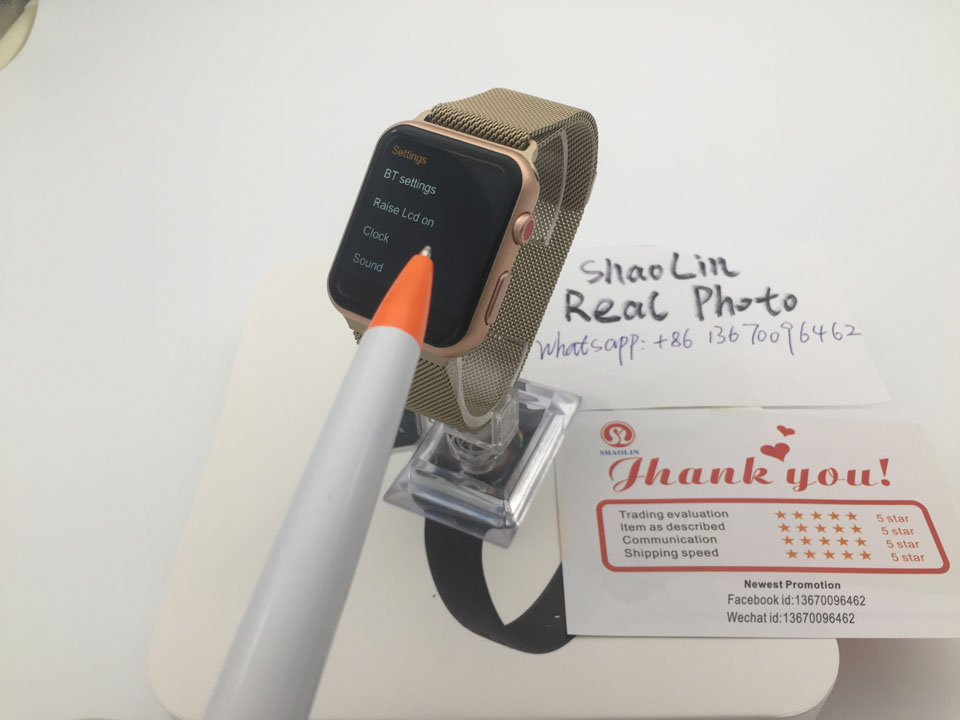 Settings
BT settings
Raise Lcd on
Clock
Sound
ShaoLin
Real Photo
Whatsapp: +86 13670096462
SHAOLIN
Thank you!
Trading evaluation ★★★★★ 5 star
Item as described ★★★★★ 5 star
Communication ★★★★★ 5 star
Shipping speed ★★★★★ 5 star
Newest Promotion
Facebook id:13670096462
Wechat id:13670096462